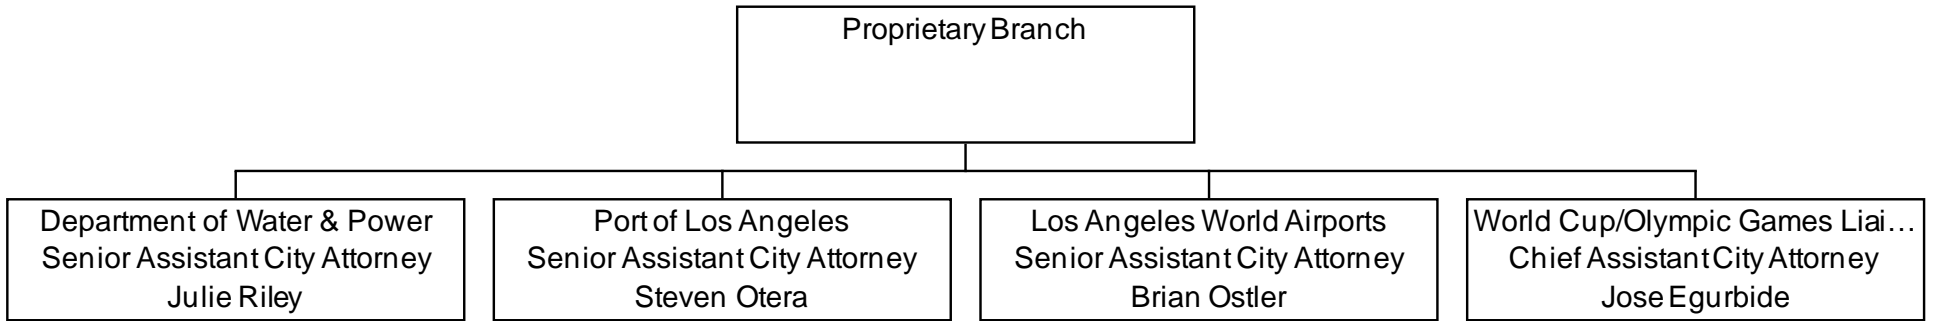 Proprietary Branch
Department of Water & Power
Senior Assistant City Attorney
Julie Riley
Port of Los Angeles
Senior Assistant City Attorney
Steven Otera
Los Angeles World Airports
Senior Assistant City Attorney
Brian Ostler
World Cup/Olympic Games Liai…
Chief Assistant City Attorney
Jose Egurbide